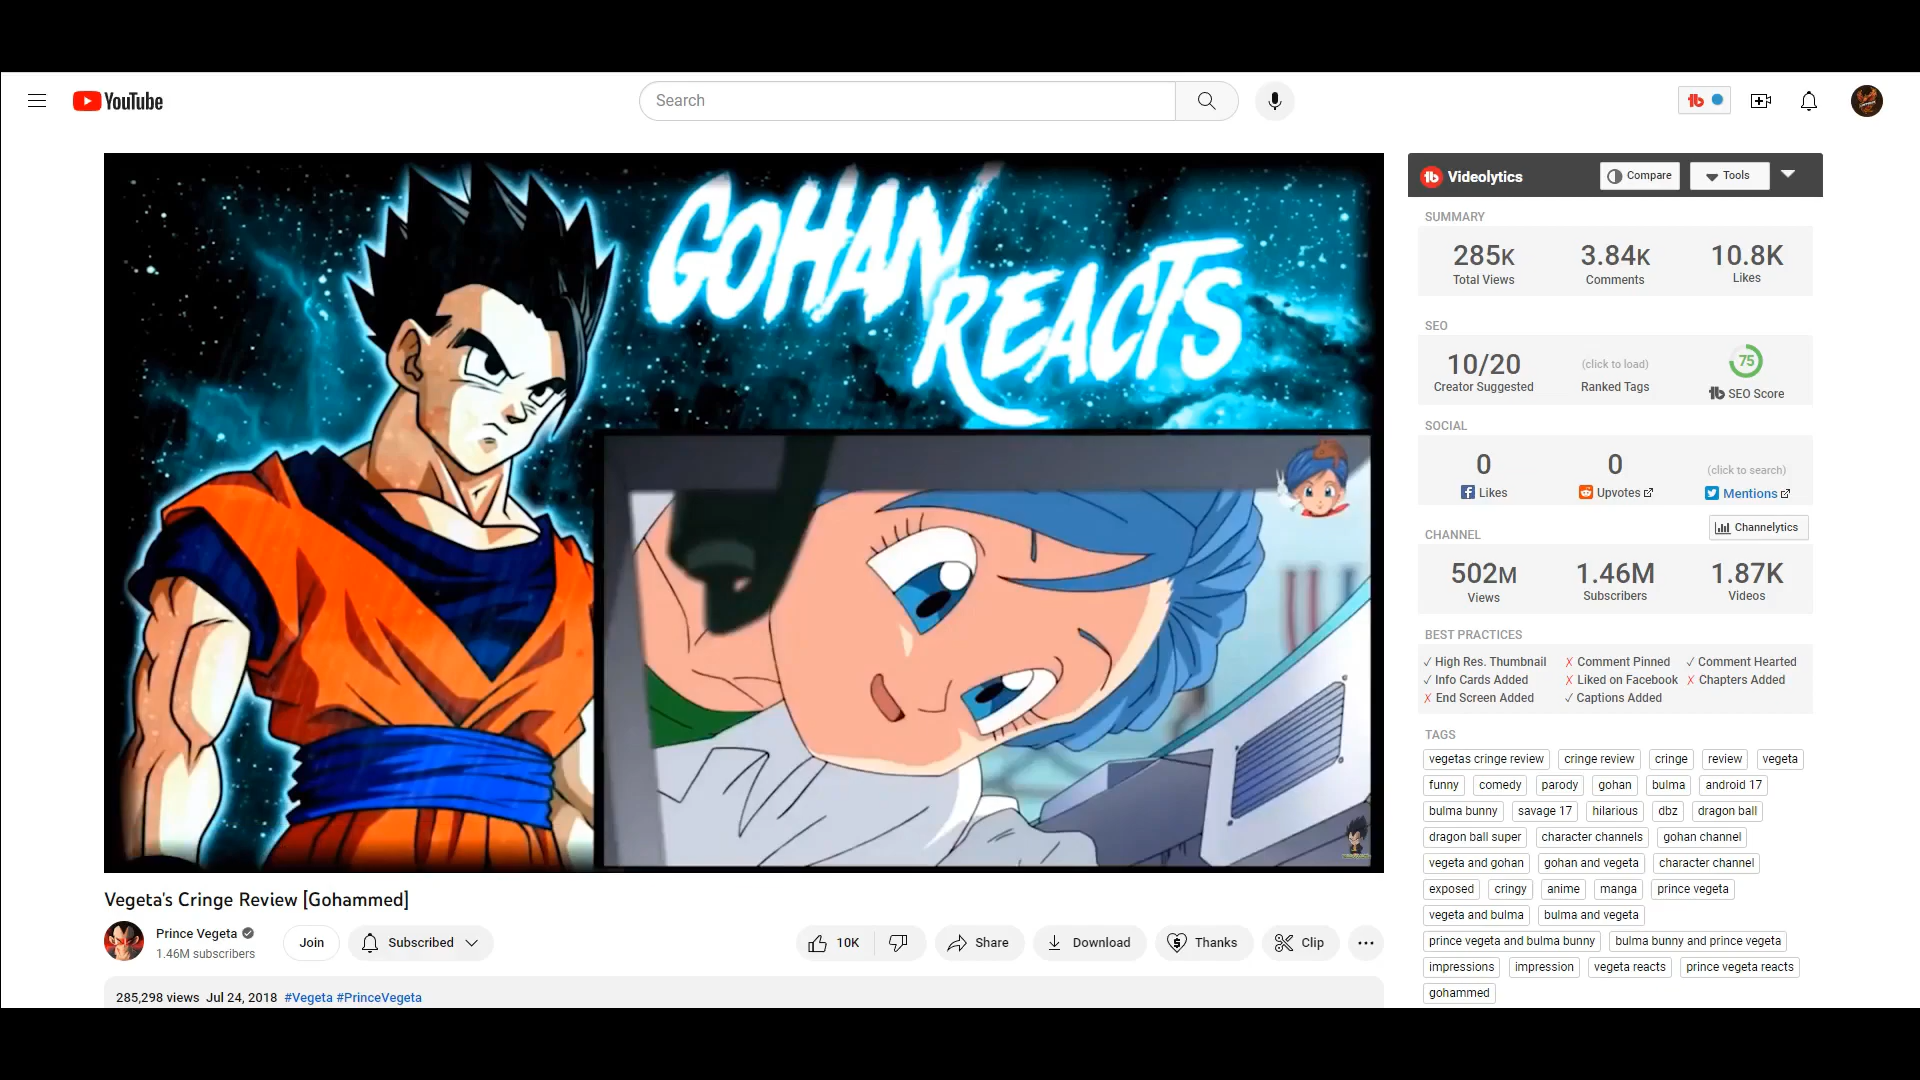 YouTube
Search
GOHAN
REACTS
Vegeta's Cringe Review [Gohammed]
Prince Vegeta
1.46M subscribers
Join
Subscribed
10K
Share
Download
Thanks
Clip
285,298 views Jul 24, 2018 #Vegeta #PrinceVegeta
tb
tb Videolytics
Compare
Tools
SUMMARY
285K 3.84K 10.8K
Total Views Comments Likes
SEO
10/20 (click to load) 75
Creator Suggested Ranked Tags tb SEO Score
SOCIAL
0 0 (click to search)
Likes Upvotes Mentions
Channelytics
CHANNEL
502M 1.46M 1.87K
Views Subscribers Videos
BEST PRACTICES
✓ High Res. Thumbnail ✗ Comment Pinned ✓ Comment Hearted
✓ Info Cards Added ✗ Liked on Facebook ✗ Chapters Added
✗ End Screen Added ✓ Captions Added
TAGS
vegetas cringe review cringe review cringe review vegeta
funny comedy parody gohan bulma android 17
bulma bunny savage 17 hilarious dbz dragon ball
dragon ball super character channels gohan channel
vegeta and gohan gohan and vegeta character channel
exposed cringy anime manga prince vegeta
vegeta and bulma bulma and vegeta
prince vegeta and bulma bunny bulma bunny and prince vegeta
impressions impression vegeta reacts prince vegeta reacts
gohammed